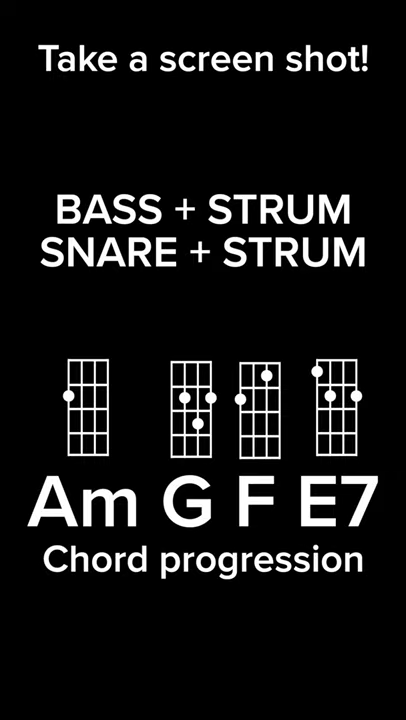 Take a screen shot!
BASS + STRUM
SNARE + STRUM
Am G F E7
Chord progression